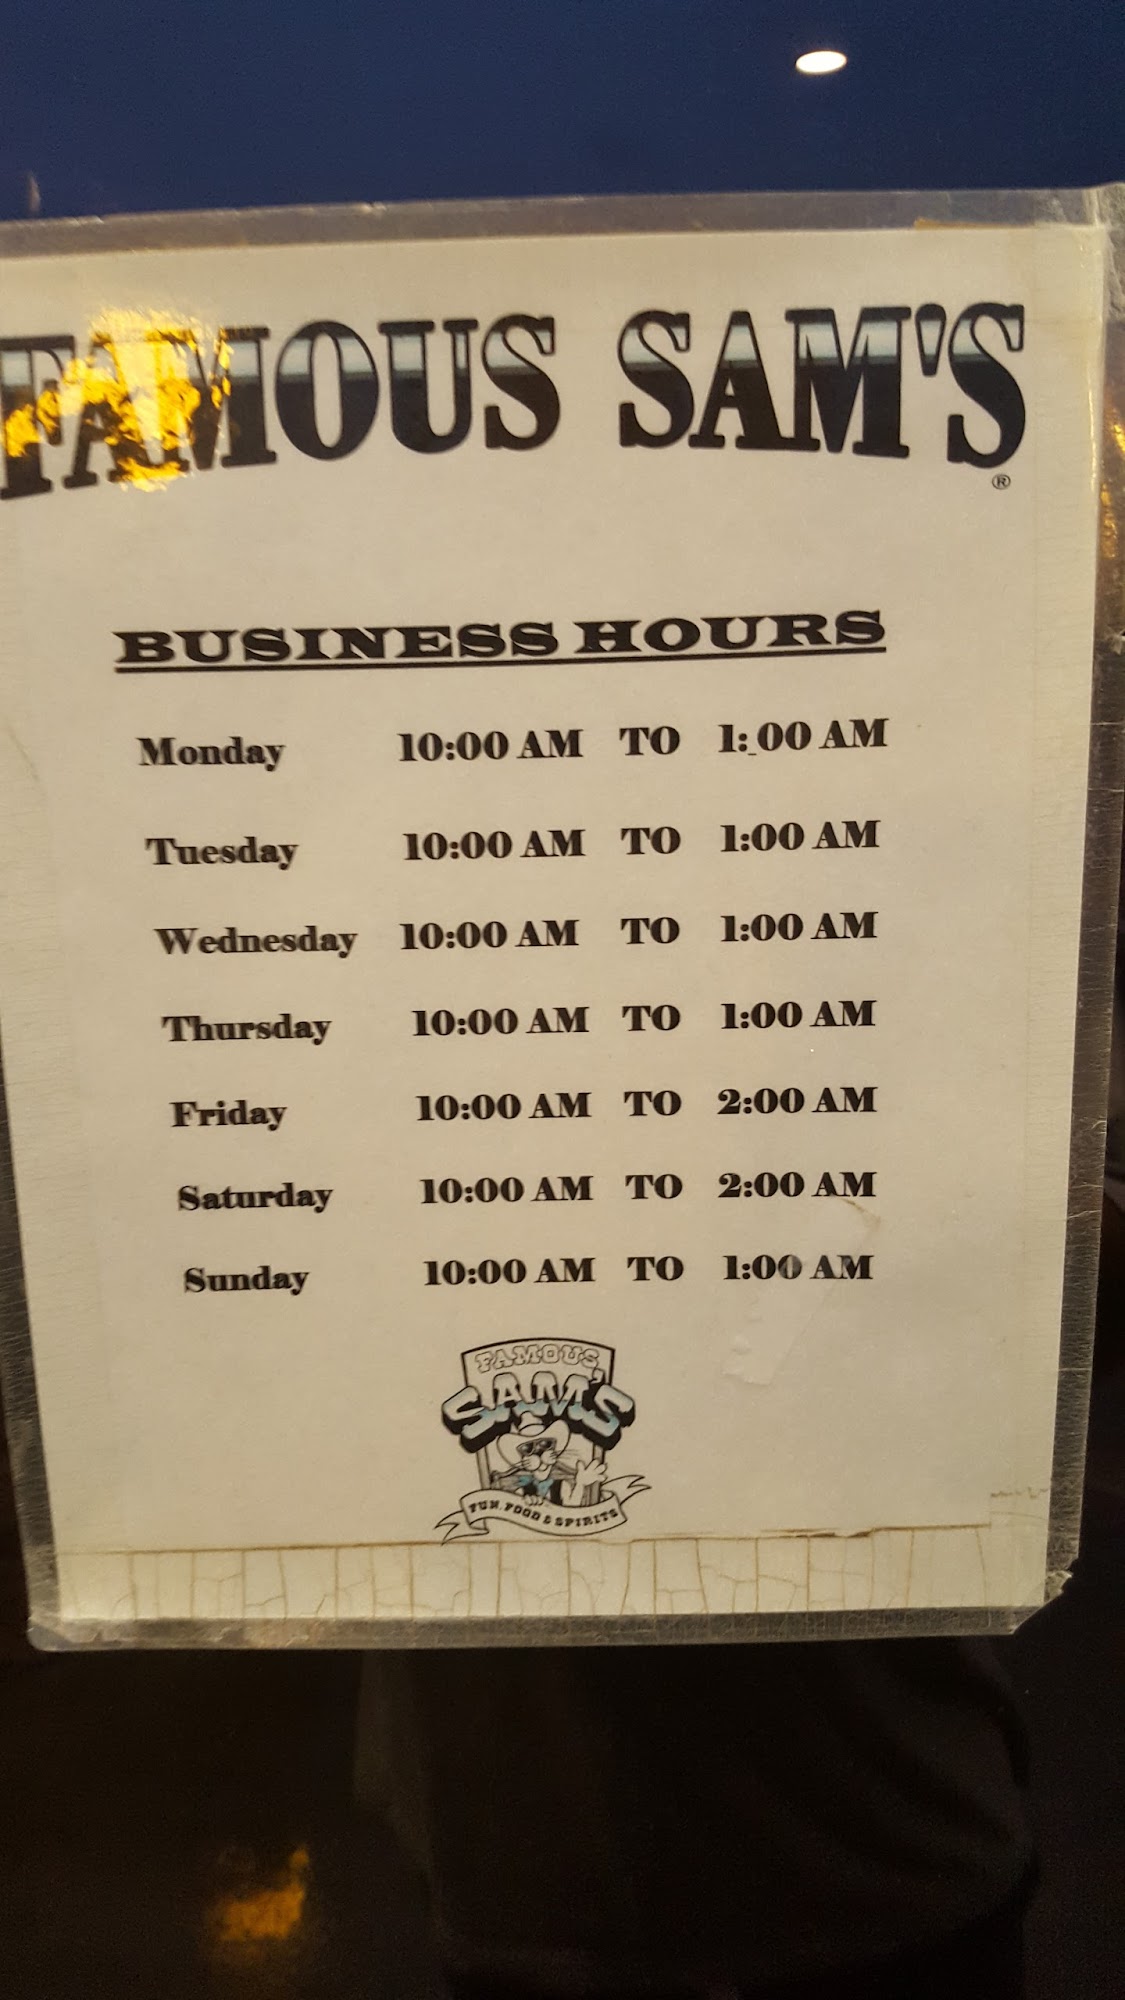 FAMOUS SAM'S®
BUSINESS HOURS
Monday 10:00 AM TO 1:_00 AM
Tuesday 10:00 AM TO 1:00 AM
Wednesday 10:00 AM TO 1:00 AM
Thursday 10:00 AM TO 1:00 AM
Friday 10:00 AM TO 2:00 AM
Saturday 10:00 AM TO 2:00 AM
Sunday 10:00 AM TO 1:00 AM
FAMOUS
SAM'S
FUN, FOOD & SPIRITS